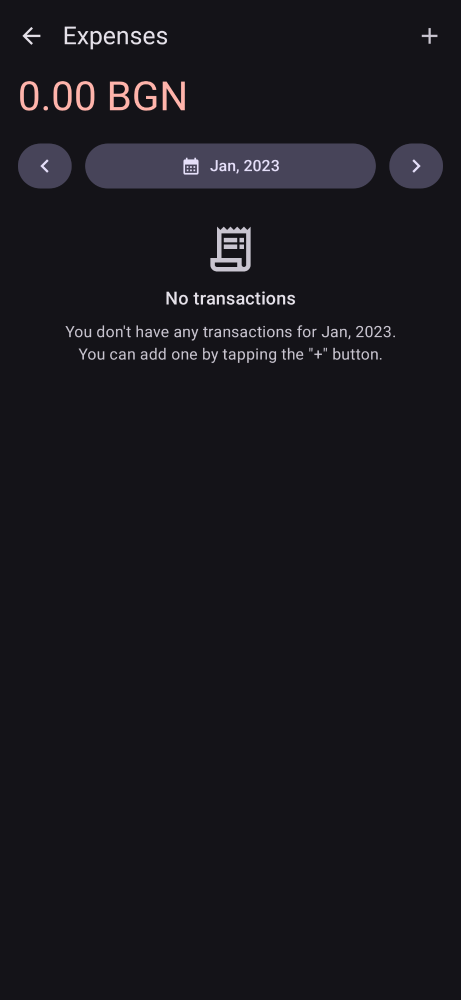 Expenses
0.00 BGN
Jan, 2023
No transactions
You don't have any transactions for Jan, 2023.
You can add one by tapping the "+" button.